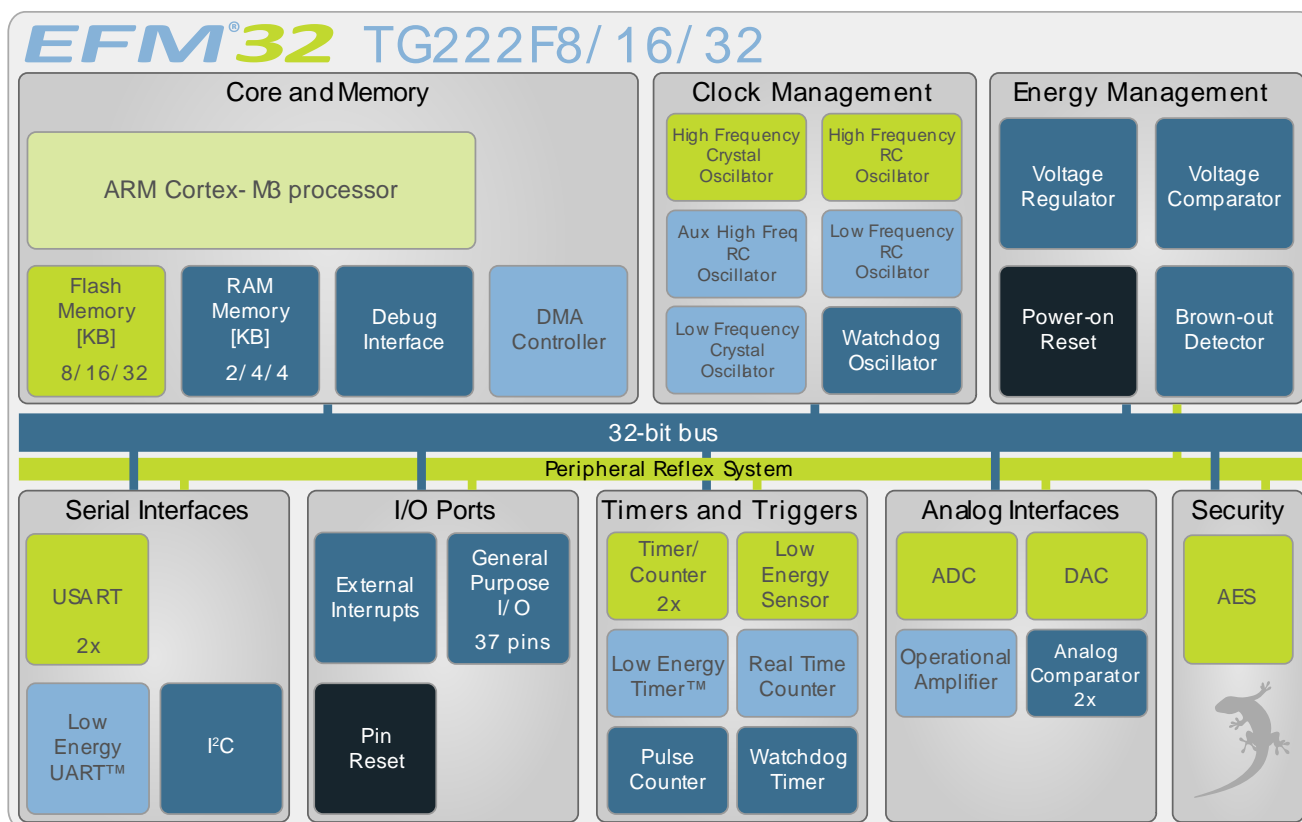 EFM®32 TG222F8/16/32
Core and Memory
ARM Cortex-M3 processor
Flash
Memory
[KB]
8/16/32
RAM
Memory
[KB]
2/4/4
Debug
Interface
DMA
Controller
Clock Management
High Frequency
Crystal
Oscillator
High Frequency
RC
Oscillator
Aux High Freq
RC
Oscillator
Low Frequency
RC
Oscillator
Low Frequency
Crystal
Oscillator
Watchdog
Oscillator
Energy Management
Voltage
Regulator
Voltage
Comparator
Power-on
Reset
Brown-out
Detector
32-bit bus
Peripheral Reflex System
Serial Interfaces
USART
2x
Low
Energy
UART™
I²C
I/O Ports
External
Interrupts
General
Purpose
I/O
37 pins
Pin
Reset
Timers and Triggers
Timer/
Counter
2x
Low
Energy
Sensor
Low Energy
Timer™
Real Time
Counter
Pulse
Counter
Watchdog
Timer
Analog Interfaces
ADC
DAC
Operational
Amplifier
Analog
Comparator
2x
Security
AES